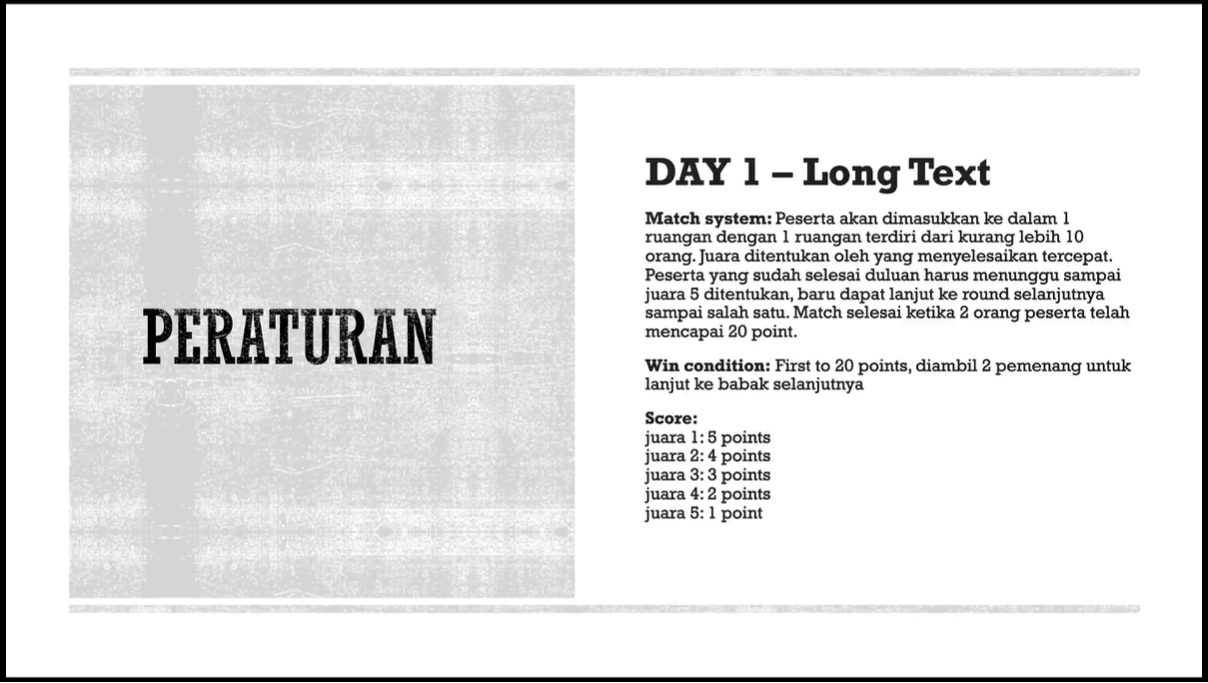 PERATURAN
DAY 1 – Long Text
Match system: Peserta akan dimasukkan ke dalam 1
ruangan dengan 1 ruangan terdiri dari kurang lebih 10
orang. Juara ditentukan oleh yang menyelesaikan tercepat.
Peserta yang sudah selesai duluan harus menunggu sampai
juara 5 ditentukan, baru dapat lanjut ke round selanjutnya
sampai salah satu. Match selesai ketika 2 orang peserta telah
mencapai 20 point.
Win condition: First to 20 points, diambil 2 pemenang untuk
lanjut ke babak selanjutnya
Score:
juara 1: 5 points
juara 2: 4 points
juara 3: 3 points
juara 4: 2 points
juara 5: 1 point